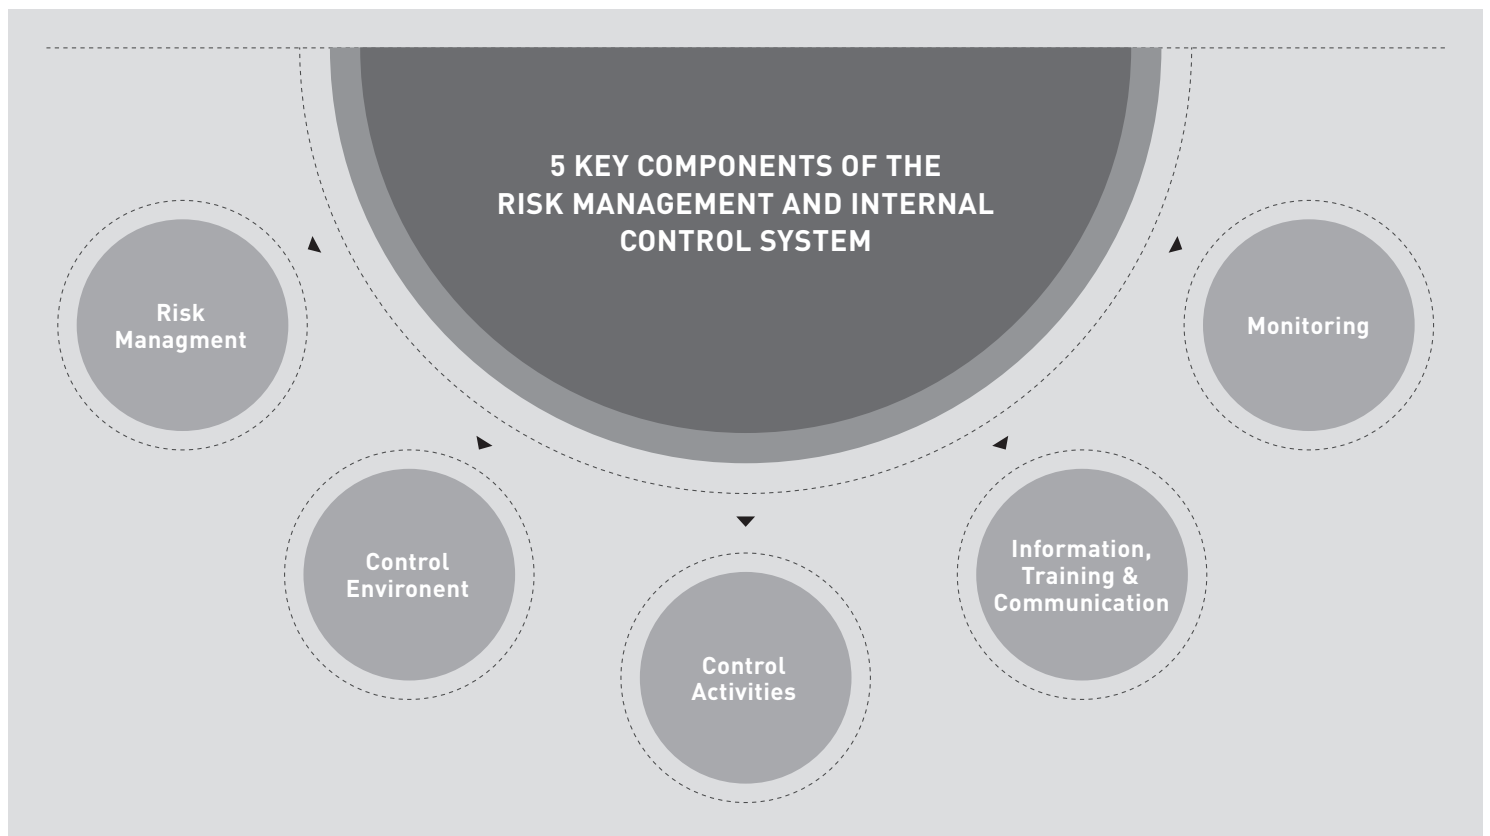 5 KEY COMPONENTS OF THE
RISK MANAGEMENT AND INTERNAL
CONTROL SYSTEM
Risk
Managment
Control
Environent
Control
Activities
Information,
Training &
Communication
Monitoring